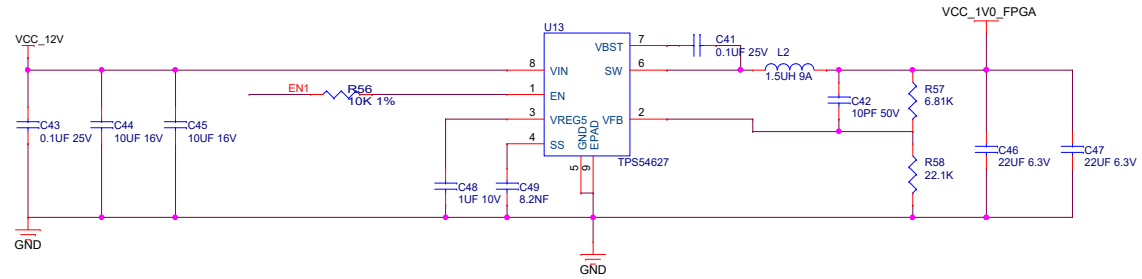 VCC_1V0_FPGA
VCC_12V
U13
C41
0.1UF 25V
L2
1.5UH 9A
7
VBST
8
VIN
6
SW
EN1
R56
10K 1%
1
EN
3
VREG5
2
VFB
4
SS
GND
EPAD
5
9
TPS54627
C43
0.1UF 25V
C44
10UF 16V
C45
10UF 16V
C42
10PF 50V
R57
6.81K
R58
22.1K
C46
22UF 6.3V
C47
22UF 6.3V
C48
1UF 10V
C49
8.2NF
GND
GND